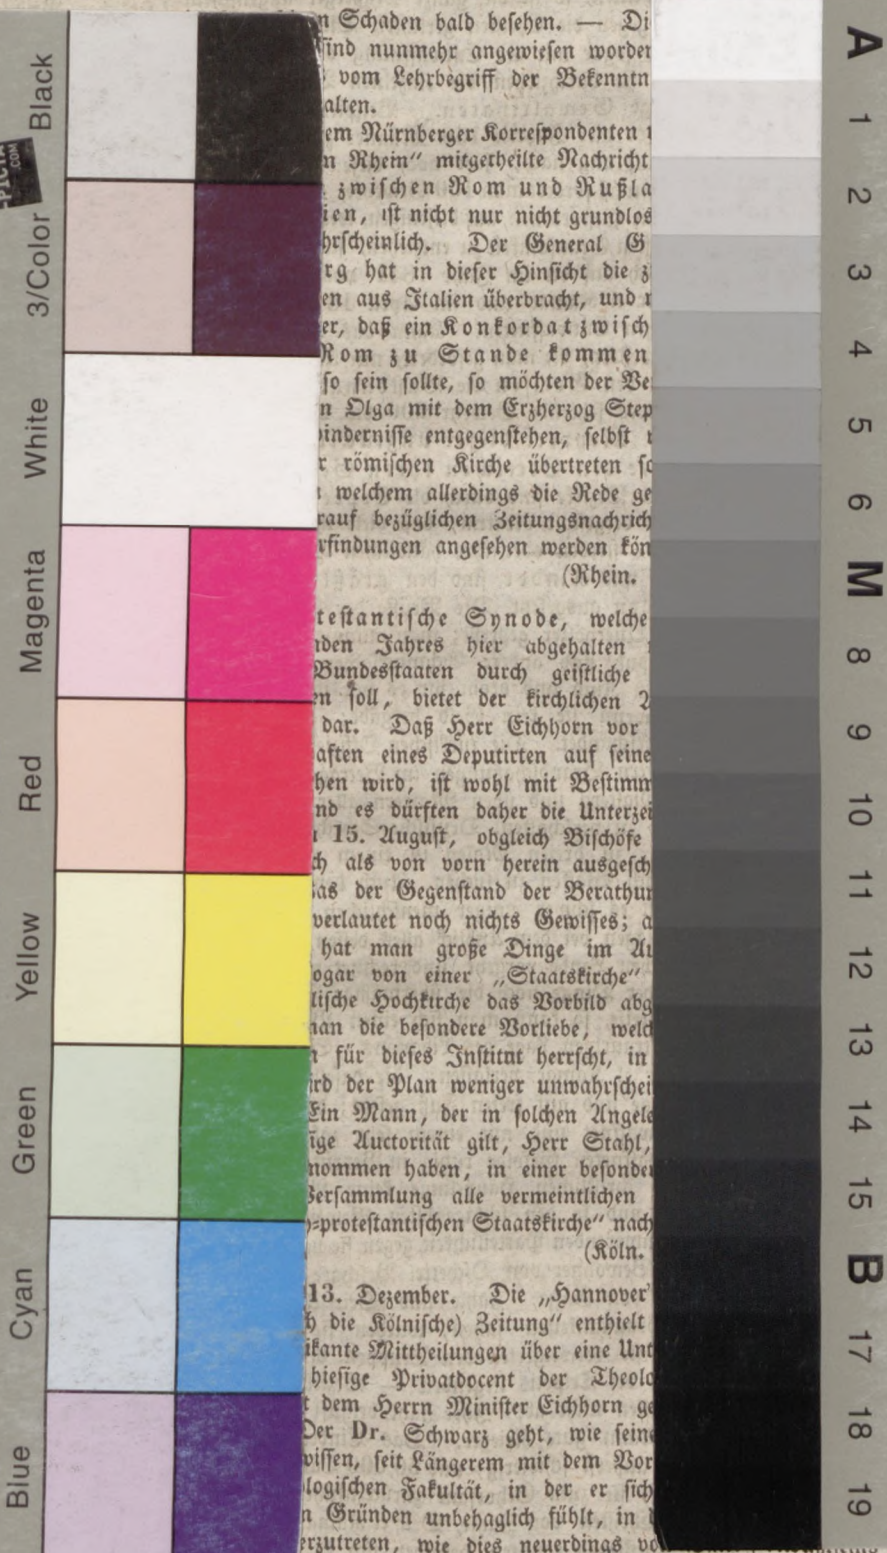 Schaden bald besehen. — Di
sind nunmehr angewiesen worden
vom Lehrbegriff der Bekenntn
alten.
em Nürnberger Korrespondenten
n Rhein" mitgetheilte Nachricht
zwischen Rom und Rußla
ien, ist nicht nur nicht grundlos
hrscheinlich. Der General G
rg hat in dieser Hinsicht die z
en aus Italien überbracht, und
er, daß ein Konkordat zwisch
Rom zu Stande kommen
so sein sollte, so möchten der Ve
n Olga mit dem Erzherzog Step
hindernisse entgegenstehen, selbst
r römischen Kirche übertreten so
welchem allerdings die Rede ge
rauf bezüglichen Zeitungsnachrich
rfindungen angesehen werden kön
(Rhein.
testantische Synode, welche
nden Jahres hier abgehalten
Bundesstaaten durch geistliche
en soll, bietet der kirchlichen
dar. Daß Herr Eichhorn vor
aften eines Deputirten auf seine
hen wird, ist wohl mit Bestimm
nd es dürften daher die Unterzei
15. August, obgleich Bischöfe
ch als von vorn herein ausgesch
as der Gegenstand der Berathun
verlautet noch nichts Gewisses; a
hat man große Dinge im Au
ogar von einer „Staatskirche"
lische Hochkirche das Vorbild abg
man die besondere Vorliebe, welch
n für dieses Institnt herrscht, in
ird der Plan weniger unwahrschei
Ein Mann, der in solchen Angele
ige Auctorität gilt, Herr Stahl,
nommen haben, in einer besonder
Versammlung alle vermeintlichen
=protestantischen Staatskirche" nach
(Köln.
13. Dezember. Die „Hannover'
h die Kölnische) Zeitung" enthielt
ikante Mittheilungen über eine Unt
hiesige Privatdocent der Theolo
t dem Herrn Minister Eichhorn ge
Der Dr. Schwarz geht, wie seine
wissen, seit Längerem mit dem Vor
logischen Fakultät, in der er sich
n Gründen unbehaglich fühlt, in
erzutreten, wie dies neuerdings vo
Black
3/Color
White
Magenta
Red
Yellow
Green
Cyan
Blue
A
1
2
3
4
5
6
M
8
9
10
11
12
13
14
15
B
17
18
19